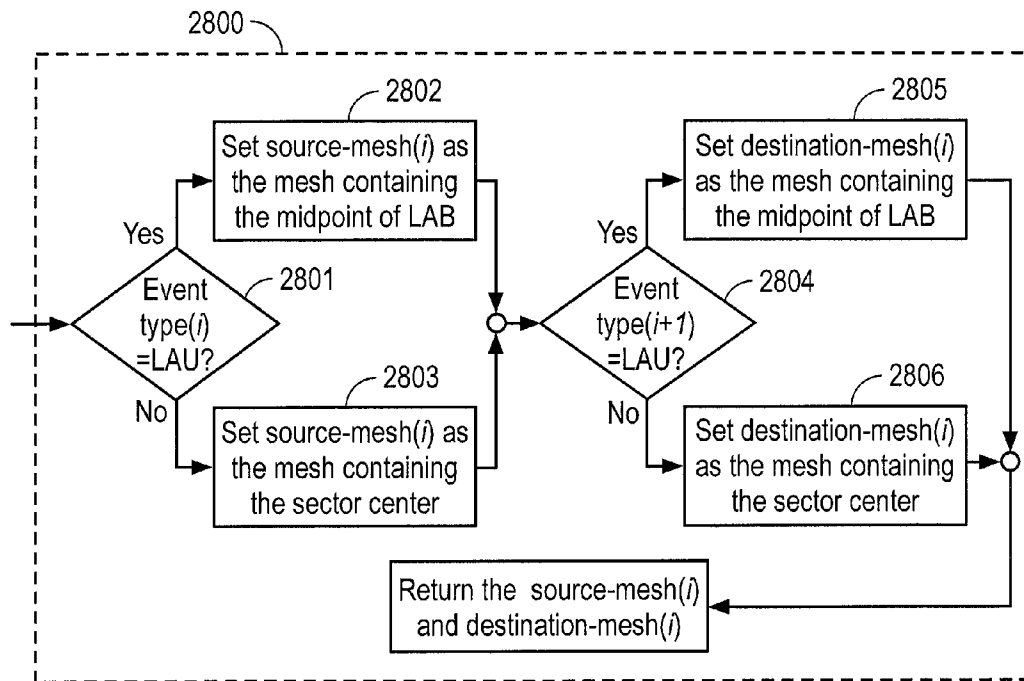 2800
2802
Set source-mesh(i) as
the mesh containing
the midpoint of LAB
Yes
2801
Event
type(i)
=LAU?
No
2803
Set source-mesh(i) as
the mesh containing
the sector center
2805
Set destination-mesh(i)
as the mesh containing
the midpoint of LAB
Yes
2804
Event
type(i+1)
=LAU?
No
2806
Set destination-mesh(i)
as the mesh containing
the sector center
Return the source-mesh(i)
and destination-mesh(i)